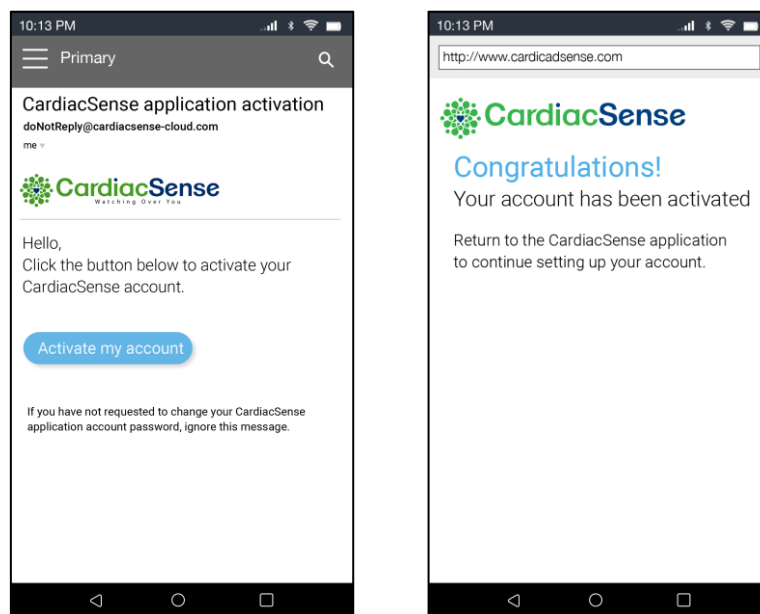 10:13 PM
Primary
CardiacSense application activation
doNotReply@cardiacsense-cloud.com
me
CardiacSense
Watching Over You
Hello,
Click the button below to activate your
CardiacSense account.
Activate my account
If you have not requested to change your CardiacSense
application account password, ignore this message.
10:13 PM
http://www.cardicadsense.com
CardiacSense
Congratulations!
Your account has been activated
Return to the CardiacSense application
to continue setting up your account.